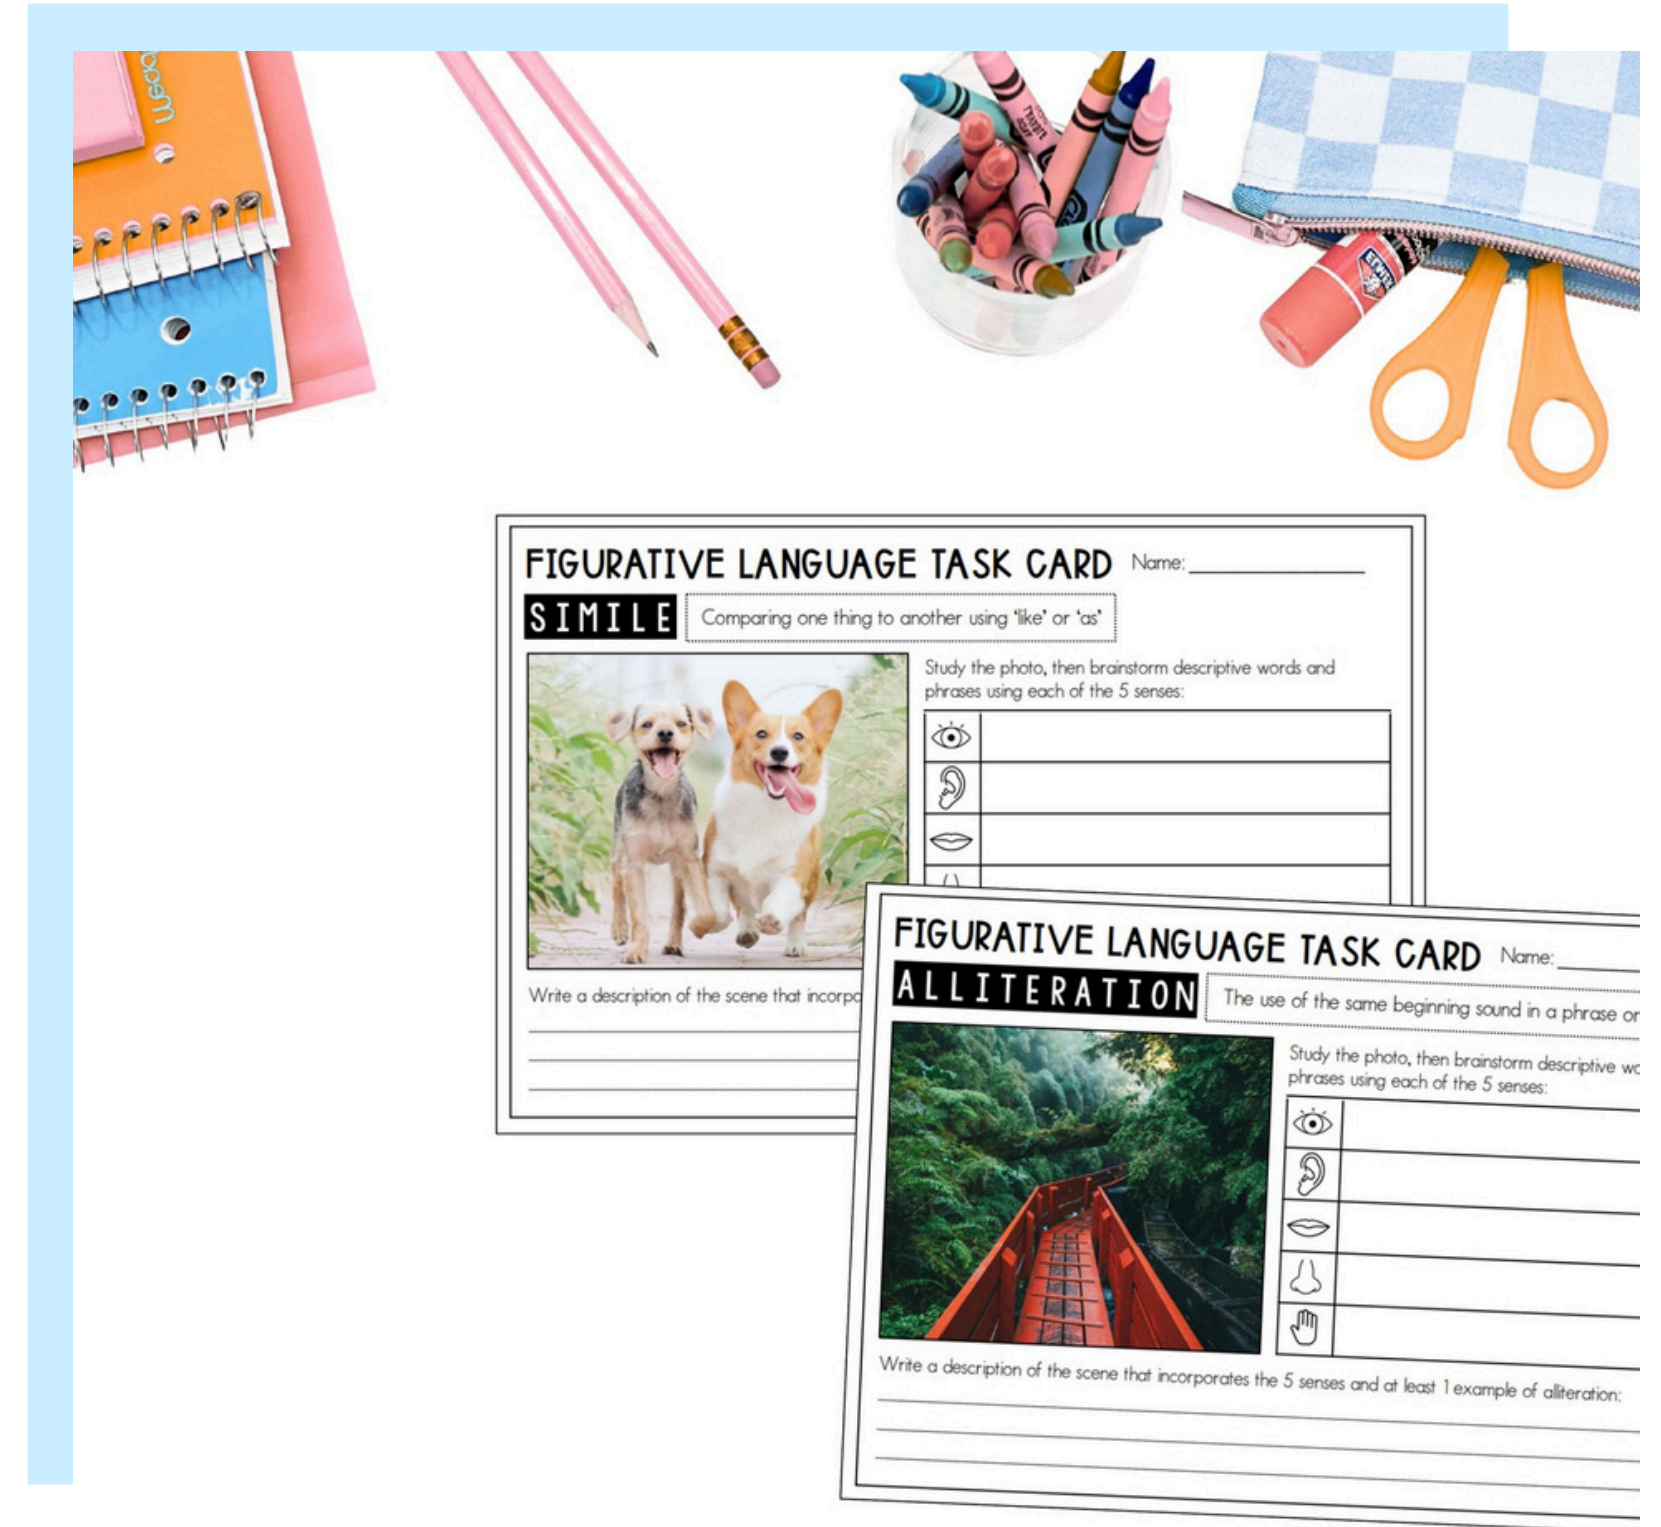 FIGURATIVE LANGUAGE TASK CARD Name:
SIMILE Comparing one thing to another using 'like' or 'as'
Study the photo, then brainstorm descriptive words and
phrases using each of the 5 senses:
Write a description of the scene that
FIGURATIVE LANGUAGE TASK CARD Name:
ALLITERATION The use of the same beginning sound in a phrase or
Study the photo, then brainstorm descriptive
phrases using each of the 5 senses:
Write a description of the scene that incorporates the 5 senses and at least 1 example of alliteration: